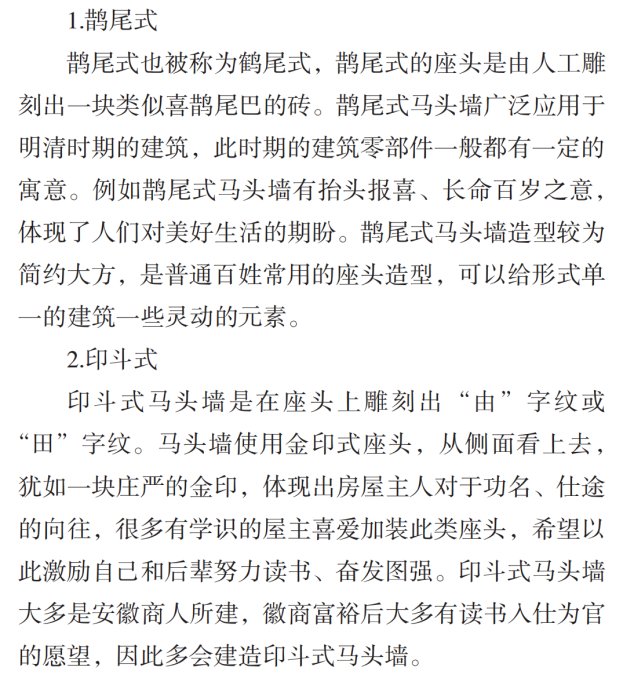 1.鹊尾式
鹊尾式也被称为鹤尾式，鹊尾式的座头是由人工雕
刻出一块类似喜鹊尾巴的砖。鹊尾式马头墙广泛应用于
明清时期的建筑，此时期的建筑零部件一般都有一定的
寓意。例如鹊尾式马头墙有抬头报喜、长命百岁之意，
体现了人们对美好生活的期盼。鹊尾式马头墙造型较为
简约大方，是普通百姓常用的座头造型，可以给形式单
一的建筑一些灵动的元素。
2.印斗式
印斗式马头墙是在座头上雕刻出“由”字纹或
“田”字纹。马头墙使用金印式座头，从侧面看上去，
犹如一块庄严的金印，体现出房屋主人对于功名、仕途
的向往，很多有学识的屋主喜爱加装此类座头，希望以
此激励自己和后辈努力读书、奋发图强。印斗式马头墙
大多是安徽商人所建，徽商富裕后大多有读书入仕为官
的愿望，因此多会建造印斗式马头墙。